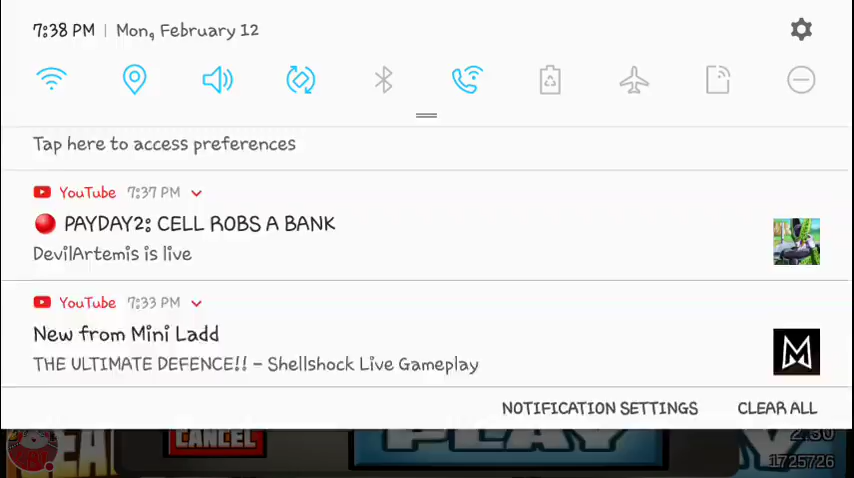 7:38 PM | Mon, February 12
Tap here to access preferences
YouTube 7:37 PM
PAYDAY2: CELL ROBS A BANK
DevilArtemis is live
YouTube 7:33 PM
New from Mini Ladd
THE ULTIMATE DEFENCE!! - Shellshock Live Gameplay
NOTIFICATION SETTINGS CLEAR ALL
CANCEL PLAY
1725726